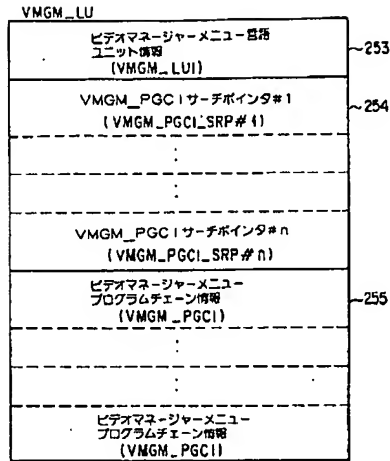 VMGM_LU
ビデオマネージャーメニュー言語
ユニット情報
(VMGM_LUI)
253
VMGM_PGCIサーチポインタ#1
(VMGM_PGCI_SRP#1)
254
VMGM_PGCIサーチポインタ#n
(VMGM_PGCI_SRP#n)
ビデオマネージャーメニュー
プログラムチェーン情報
(VMGM_PGCI)
255
ビデオマネージャーメニュー
プログラムチェーン情報
(VMGM_PGCI)